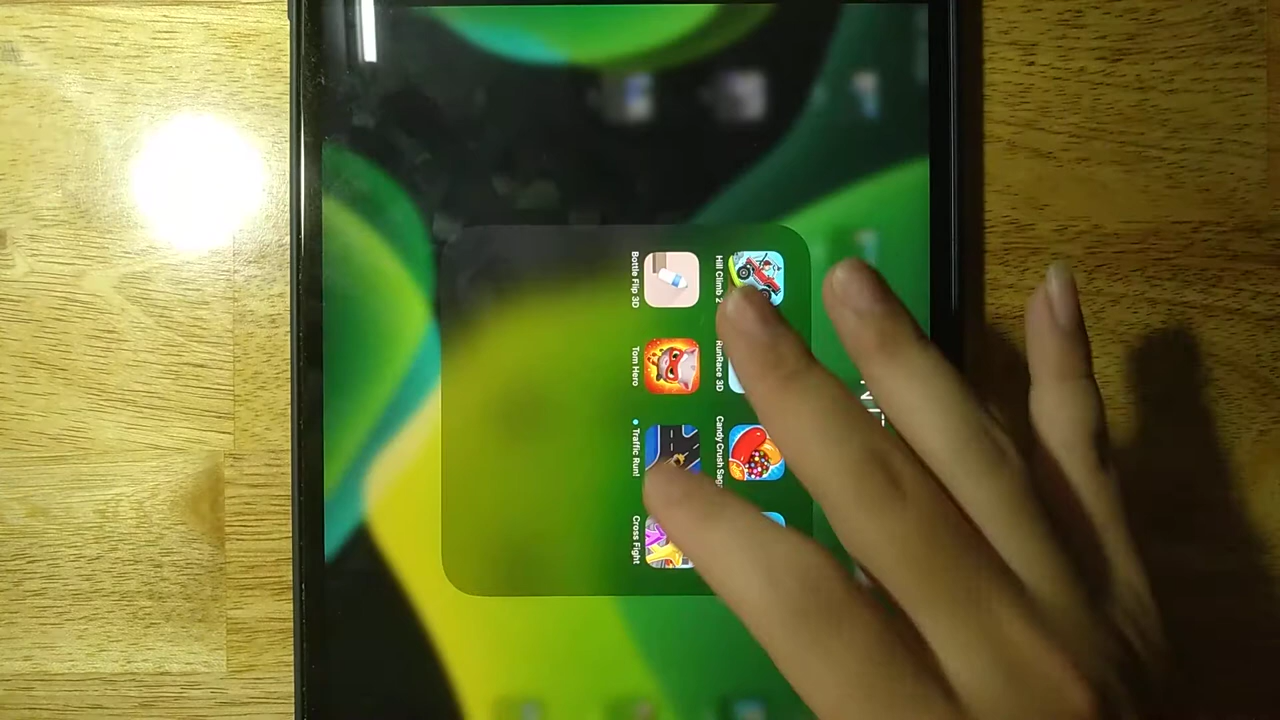 Hill Climb 2
RunRace 3D
Candy Crush Saga
Bottle Flip 3D
Tom Hero
Traffic Run!
Cross Fight